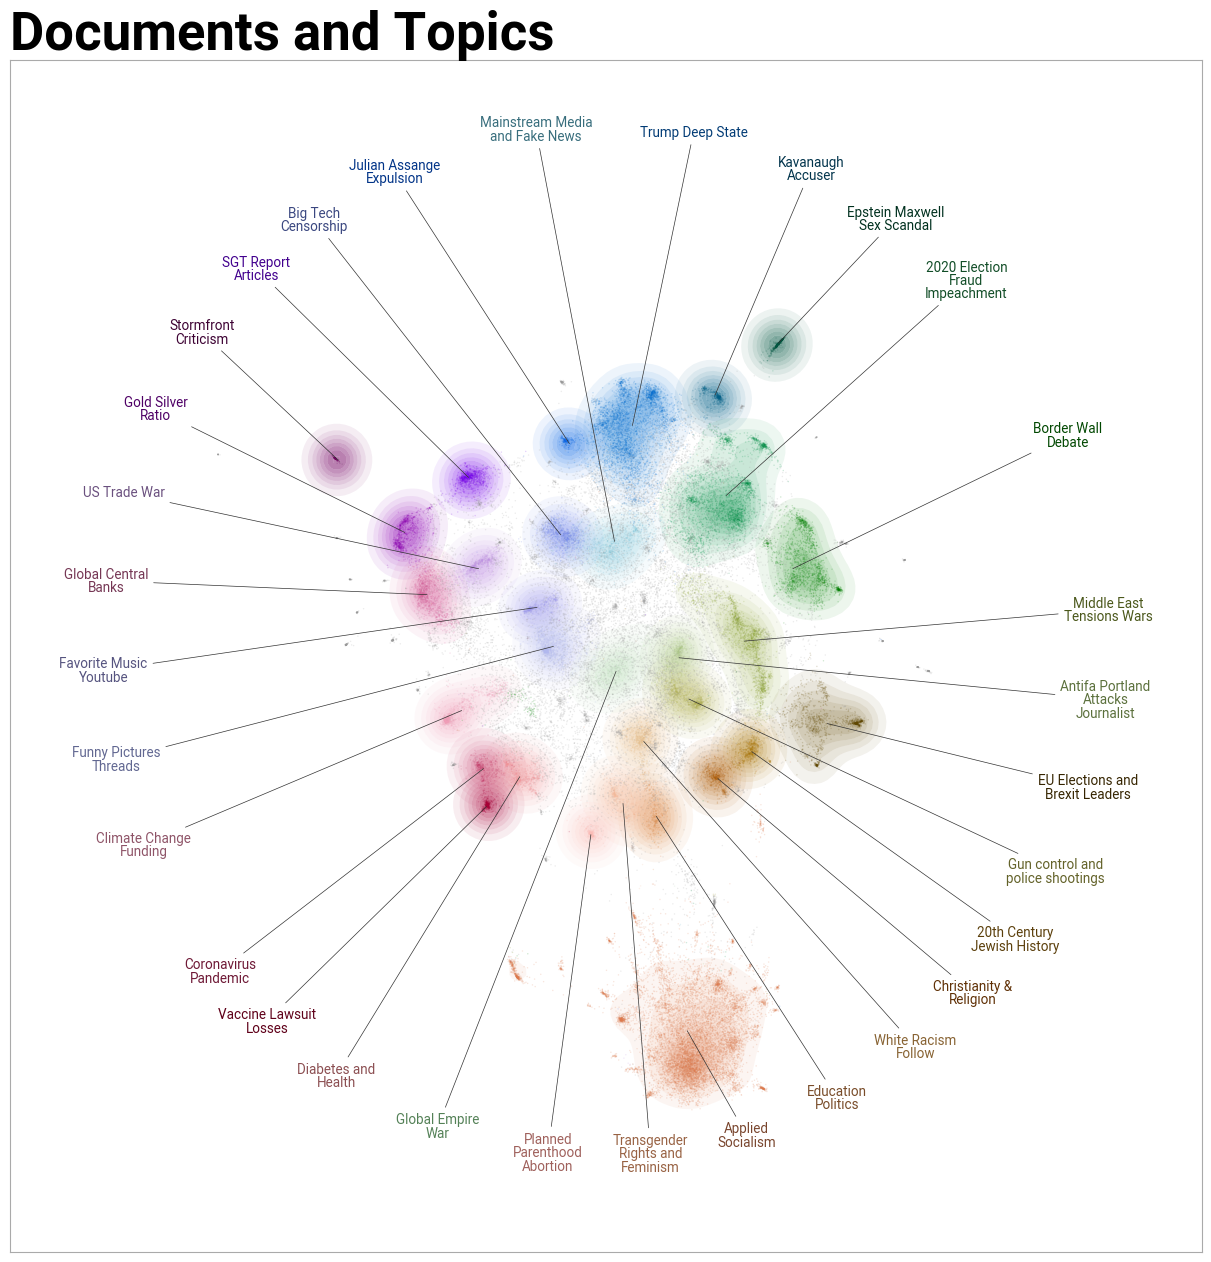 Documents and Topics
Mainstream Media
and Fake News
Trump Deep State
Kavanaugh
Accuser
Julian Assange
Expulsion
Epstein Maxwell
Sex Scandal
Big Tech
Censorship
2020 Election
Fraud
Impeachment
SGT Report
Articles
Stormfront
Criticism
Gold Silver
Ratio
Border Wall
Debate
US Trade War
Global Central
Banks
Middle East
Tensions Wars
Favorite Music
Youtube
Antifa Portland
Attacks
Journalist
Funny Pictures
Threads
EU Elections and
Brexit Leaders
Climate Change
Funding
Gun control and
police shootings
20th Century
Jewish History
Coronavirus
Pandemic
Christianity &
Religion
Vaccine Lawsuit
Losses
White Racism
Follow
Diabetes and
Health
Education
Politics
Global Empire
War
Applied
Socialism
Planned
Parenthood
Abortion
Transgender
Rights and
Feminism